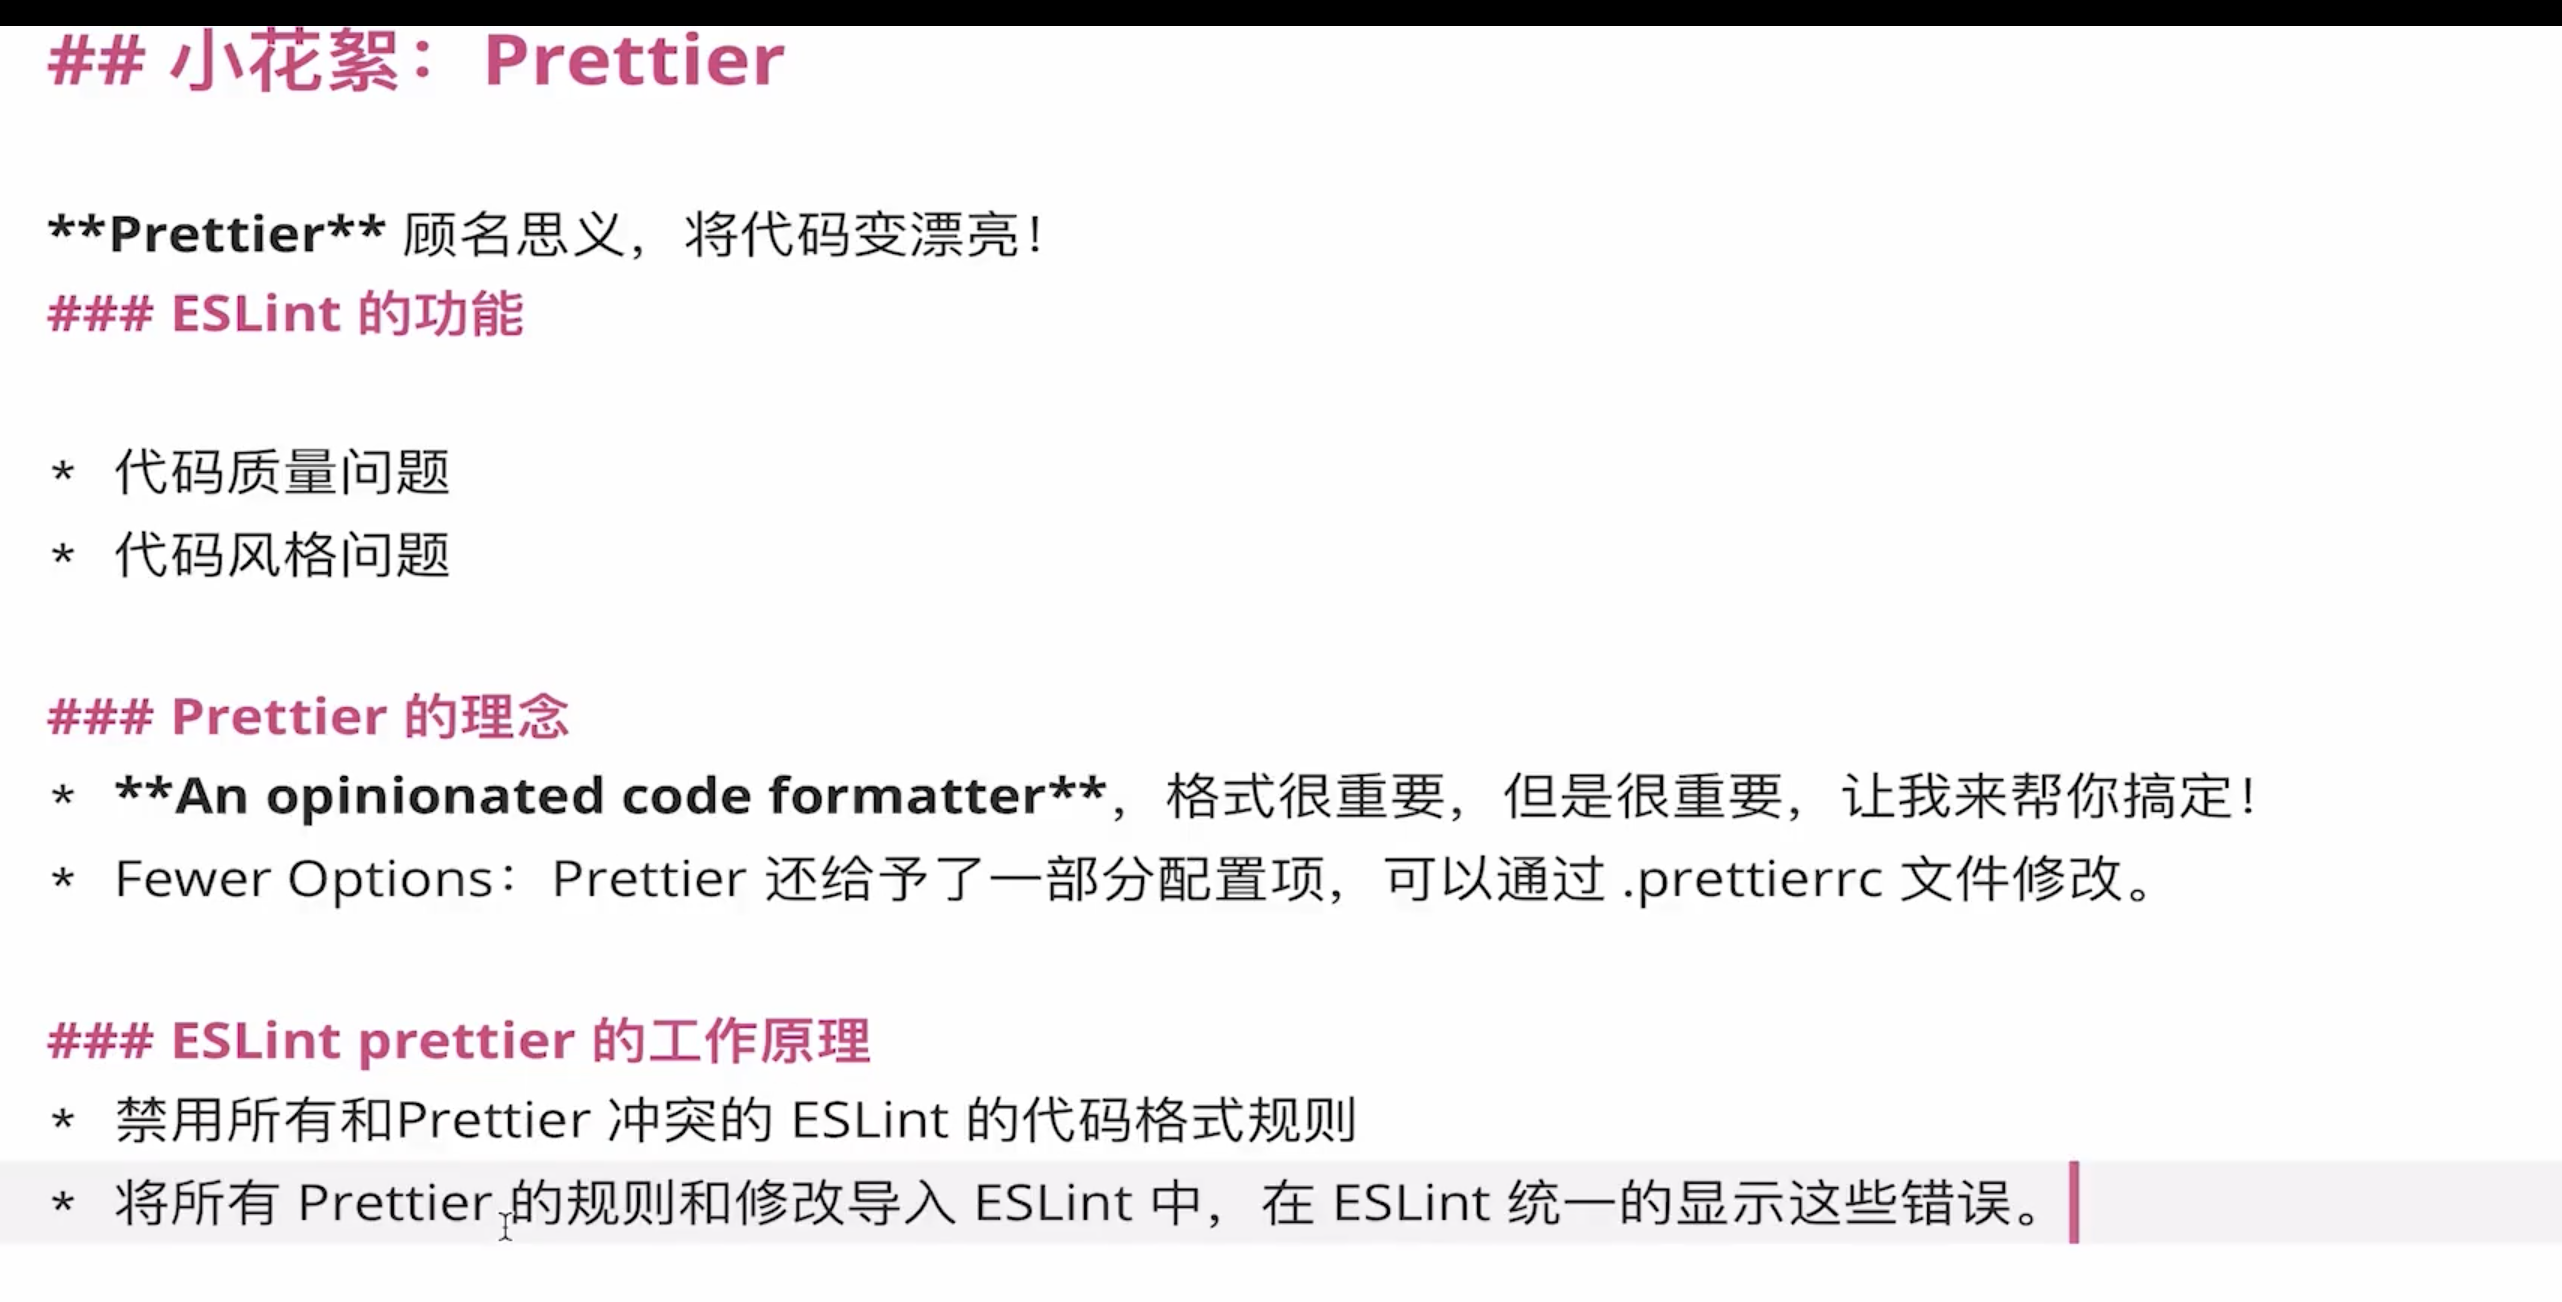 ## 小花絮：Prettier
**Prettier** 顾名思义，将代码变漂亮！
### ESLint 的功能
* 代码质量问题
* 代码风格问题
### Prettier 的理念
* **An opinionated code formatter**，格式很重要，但是很重要，让我来帮你搞定！
* Fewer Options：Prettier 还给予了一部分配置项，可以通过 .prettierrc 文件修改。
### ESLint prettier 的工作原理
* 禁用所有和Prettier 冲突的 ESLint 的代码格式规则
* 将所有 Prettier 的规则和修改导入 ESLint 中，在 ESLint 统一的显示这些错误。